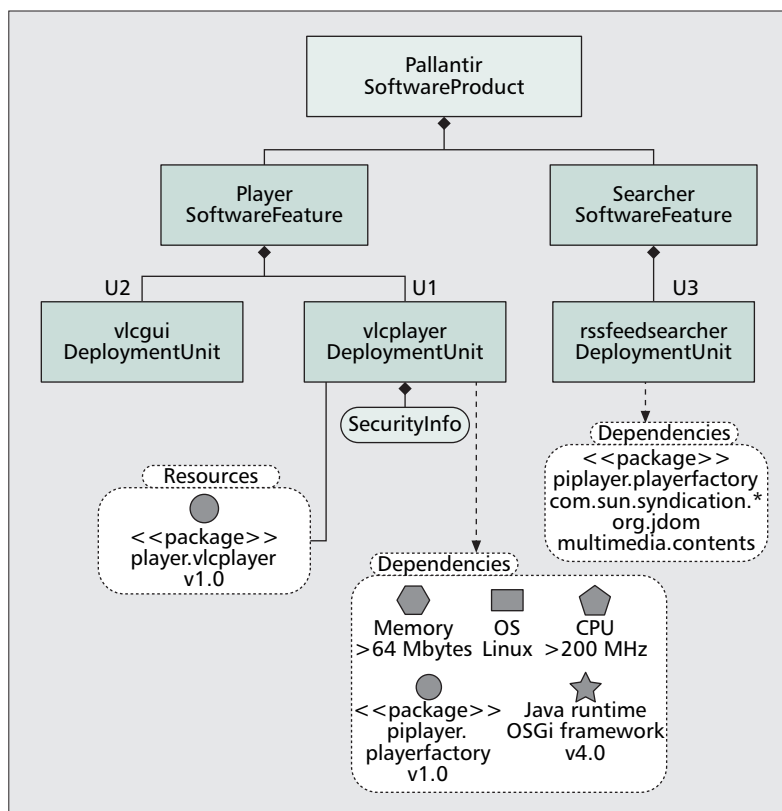 Pallantir
SoftwareProduct
Player
SoftwareFeature
Searcher
SoftwareFeature
U2
U1
U3
vlcgui
DeploymentUnit
vlcplayer
DeploymentUnit
rssfeedsearcher
DeploymentUnit
SecurityInfo
Resources
<<package>>
player.vlcplayer
v1.0
Dependencies
<<package>>
piplayer.playerfactory
com.sun.syndication.*
org.jdom
multimedia.contents
Dependencies
Memory
>64 Mbytes
OS
Linux
CPU
>200 MHz
<<package>>
piplayer.
playerfactory
v1.0
Java runtime
OSGi framework
v4.0